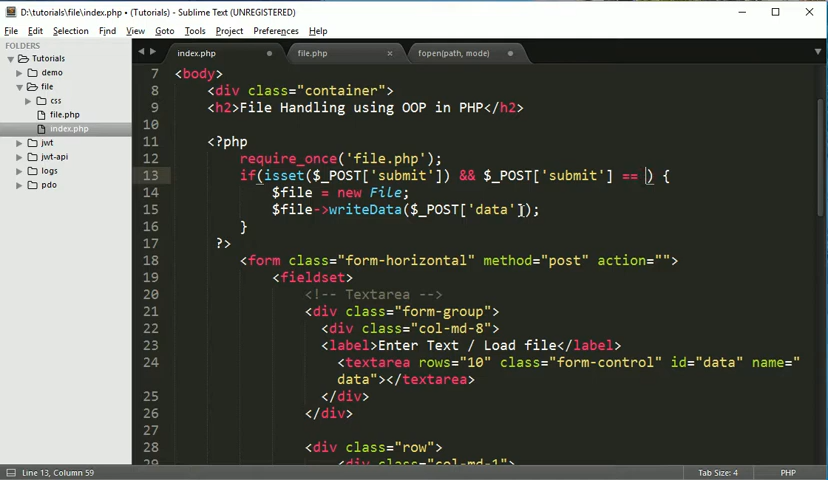 D:\tutorials\file\index.php • (Tutorials) - Sublime Text (UNREGISTERED)
File Edit Selection Find View Goto Tools Project Preferences Help
FOLDERS
Tutorials
demo
file
css
file.php
index.php
jwt
jwt-api
logs
pdo
index.php
file.php
fopen(path, mode)
7 <body>
8 <div class="container">
9 <h2>File Handling using OOP in PHP</h2>
10
11 <?php
12 require_once('file.php');
13 if(isset($_POST['submit']) && $_POST['submit'] == ) {
14 $file = new File;
15 $file->writeData($_POST['data']);
16 }
17 ?>
18 <form class="form-horizontal" method="post" action="">
19 <fieldset>
20 <!-- Textarea -->
21 <div class="form-group">
22 <div class="col-md-8">
23 <label>Enter Text / Load file</label>
24 <textarea rows="10" class="form-control" id="data" name="
data"></textarea>
25 </div>
26 </div>
27
28 <div class="row">
29 <div class="col-md-1">
Line 13, Column 59
Tab Size: 4
PHP